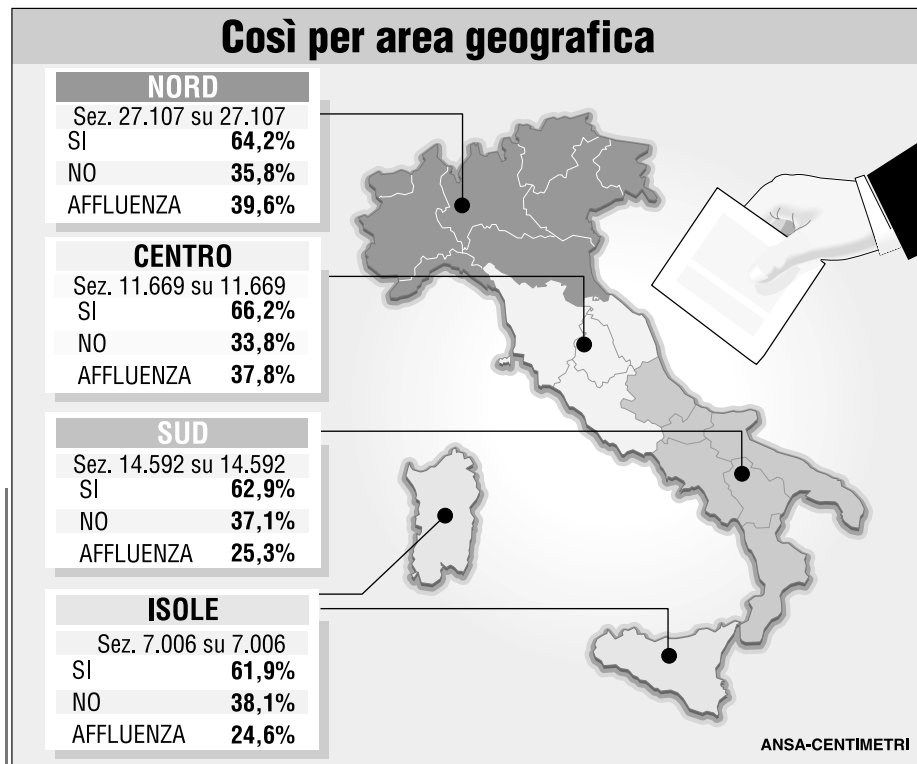 Così per area geografica
NORD
Sez. 27.107 su 27.107
SI 64,2%
NO 35,8%
AFFLUENZA 39,6%
CENTRO
Sez. 11.669 su 11.669
SI 66,2%
NO 33,8%
AFFLUENZA 37,8%
SUD
Sez. 14.592 su 14.592
SI 62,9%
NO 37,1%
AFFLUENZA 25,3%
ISOLE
Sez. 7.006 su 7.006
SI 61,9%
NO 38,1%
AFFLUENZA 24,6%
ANSA-CENTIMETRI